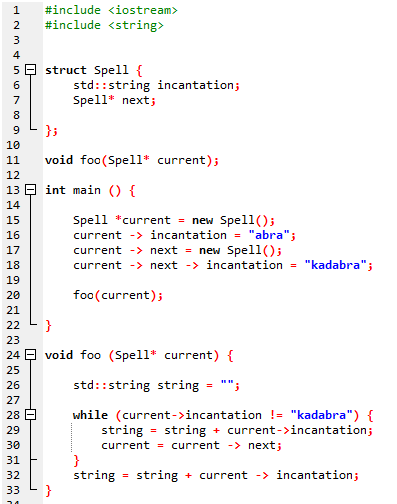 1 #include <iostream>
2 #include <string>
3
4
5 struct Spell {
6     std::string incantation;
7     Spell* next;
8
9 };
10
11 void foo(Spell* current);
12
13 int main () {
14
15     Spell *current = new Spell();
16     current -> incantation = "abra";
17     current -> next = new Spell();
18     current -> next -> incantation = "kadabra";
19
20     foo(current);
21
22 }
23
24 void foo (Spell* current) {
25
26     std::string string = "";
27
28     while (current->incantation != "kadabra") {
29         string = string + current->incantation;
30         current = current -> next;
31     }
32     string = string + current -> incantation;
33 }